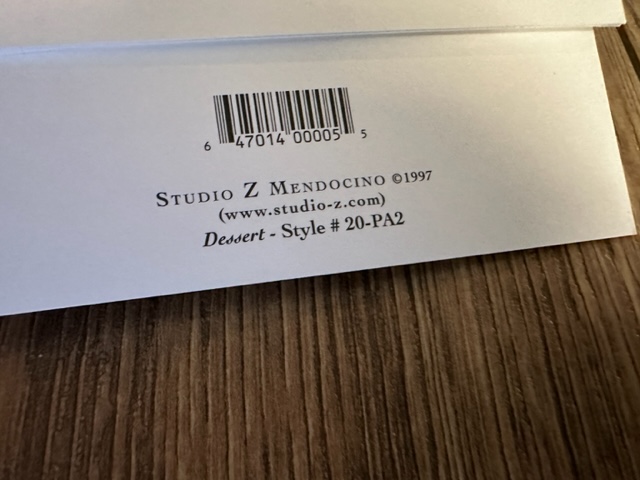 6 47014 00005 5
STUDIO Z MENDOCINO ©1997
(www.studio-z.com)
Dessert - Style # 20-PA2